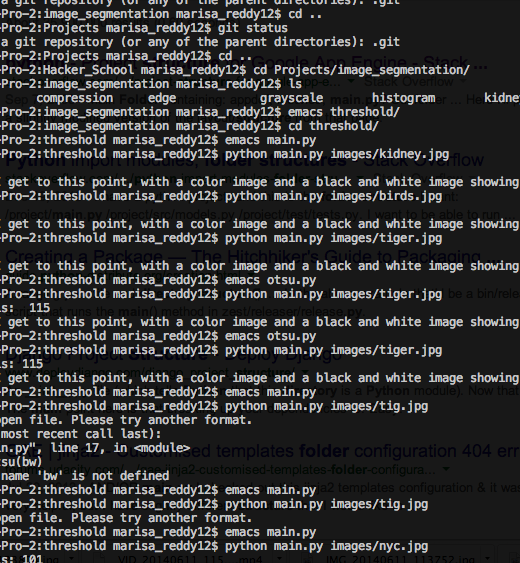 a git repository (or any of the parent directories): .git
-Pro-2:image_segmentation marisa_reddy12$ cd ..
-Pro-2:Projects marisa_reddy12$ git status
a git repository (or any of the parent directories): .git
-Pro-2:Projects marisa_reddy12$ cd ..
-Pro-2:Hacker_School marisa_reddy12$ cd Projects/image_segmentation/
-Pro-2:image_segmentation marisa_reddy12$ ls
compression edge grayscale histogram kidney
-Pro-2:image_segmentation marisa_reddy12$ emacs threshold/
-Pro-2:image_segmentation marisa_reddy12$ cd threshold/
-Pro-2:threshold marisa_reddy12$ emacs main.py
-Pro-2:threshold marisa_reddy12$ python main.py images/kidney.jpg
get to this point, with a color image and a black and white image showing
-Pro-2:threshold marisa_reddy12$ python main.py images/birds.jpg
get to this point, with a color image and a black and white image showing
-Pro-2:threshold marisa_reddy12$ python main.py images/tiger.jpg
get to this point, with a color image and a black and white image showing
-Pro-2:threshold marisa_reddy12$ emacs otsu.py
-Pro-2:threshold marisa_reddy12$ python main.py images/tiger.jpg
is: 115
get to this point, with a color image and a black and white image showing
-Pro-2:threshold marisa_reddy12$ emacs otsu.py
-Pro-2:threshold marisa_reddy12$ python main.py images/tiger.jpg
is: 115
get to this point, with a color image and a black and white image showing
-Pro-2:threshold marisa_reddy12$ emacs main.py
-Pro-2:threshold marisa_reddy12$ python main.py images/tig.jpg
open file. Please try another format.
most recent call last):
n.py", line 17, in <module>
tsu(bw)
name 'bw' is not defined
-Pro-2:threshold marisa_reddy12$ emacs main.py
-Pro-2:threshold marisa_reddy12$ python main.py images/tig.jpg
open file. Please try another format.
-Pro-2:threshold marisa_reddy12$ emacs main.py
-Pro-2:threshold marisa_reddy12$ python main.py images/nyc.jpg
is: 101